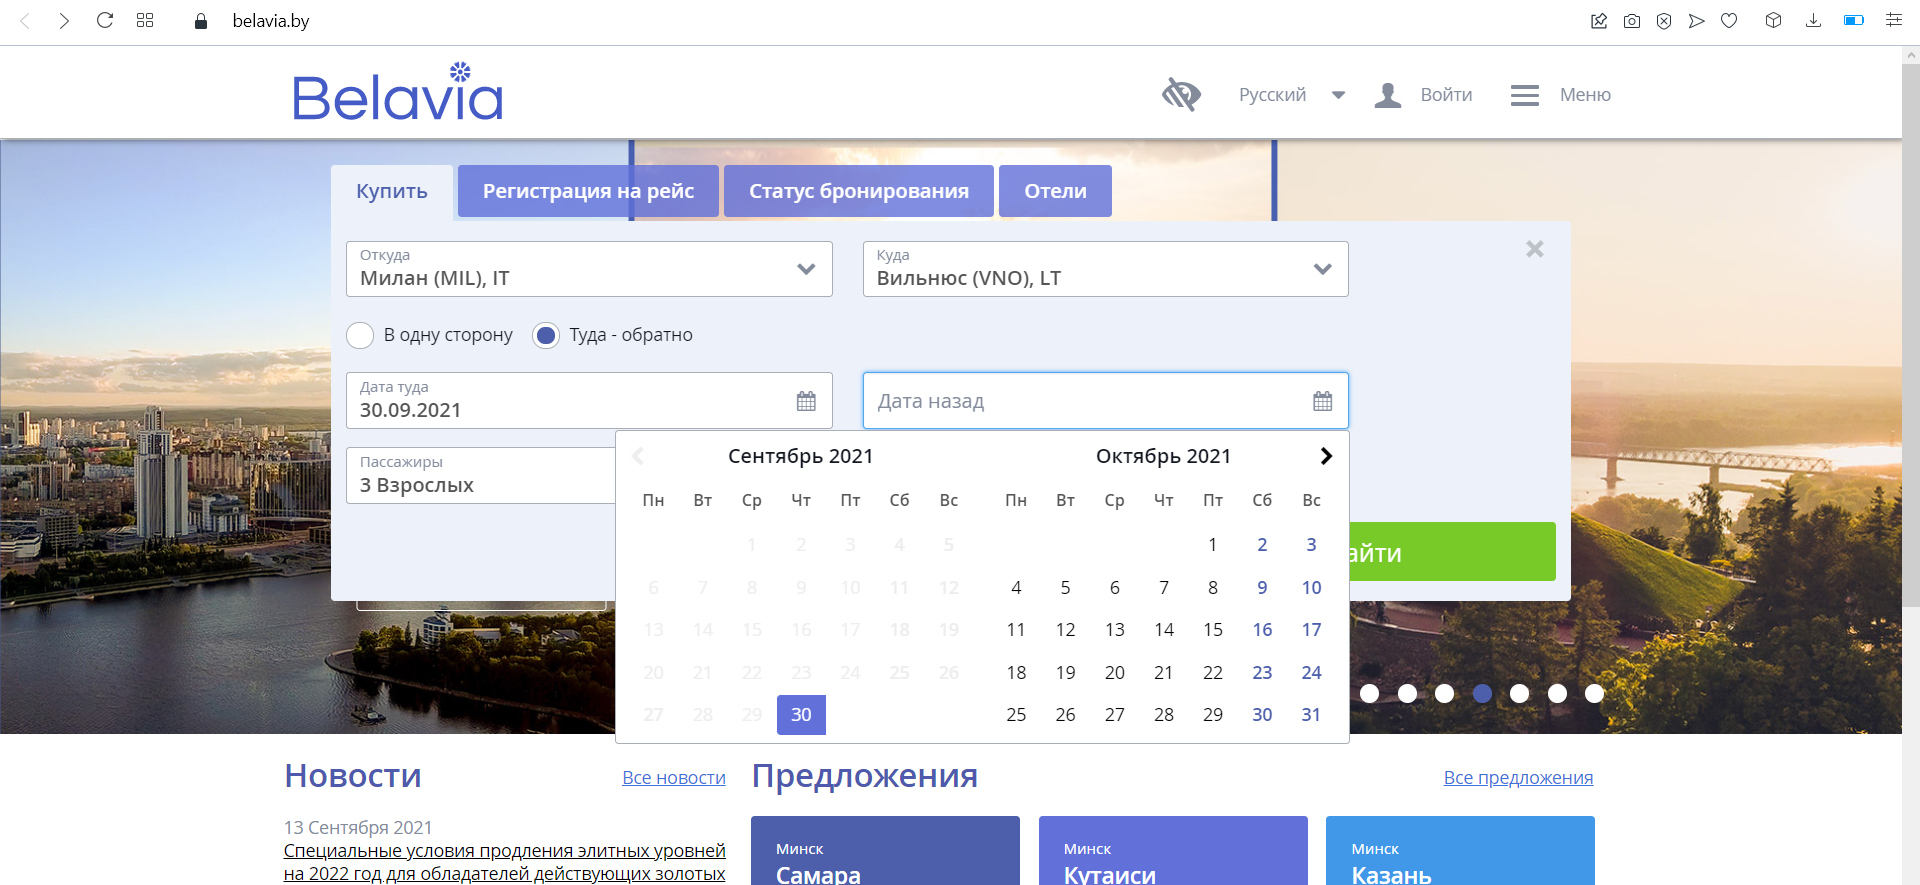 belavia.by
Belavia
Русский
Войти
Меню
Купить
Регистрация на рейс
Статус бронирования
Отели
Откуда
Милан (MIL), IT
Куда
Вильнюс (VNO), LT
В одну сторону
Туда - обратно
Дата туда
30.09.2021
Дата назад
Пассажиры
3 Взрослых
Сентябрь 2021
Пн Вт Ср Чт Пт Сб Вс
1 2 3 4 5
6 7 8 9 10 11 12
13 14 15 16 17 18 19
20 21 22 23 24 25 26
27 28 29 30
Октябрь 2021
Пн Вт Ср Чт Пт Сб Вс
1 2 3
4 5 6 7 8 9 10
11 12 13 14 15 16 17
18 19 20 21 22 23 24
25 26 27 28 29 30 31
айти
Новости
Все новости
13 Сентября 2021
Специальные условия продления элитных уровней
на 2022 год для обладателей действующих золотых
Предложения
Все предложения
Минск
Самара
Минск
Кутаиси
Минск
Казань